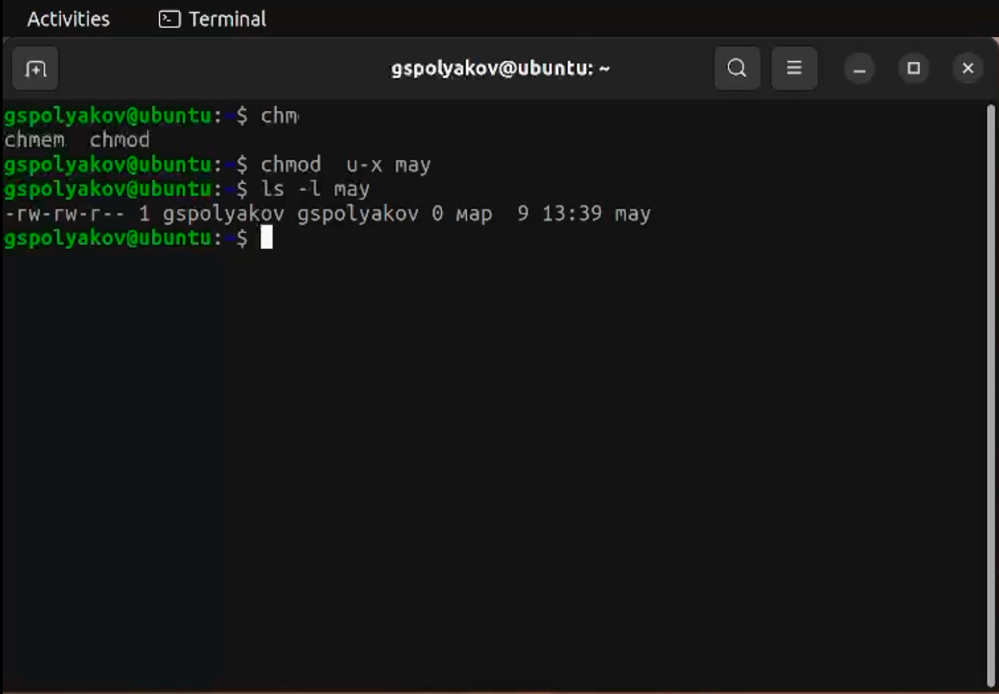 Activities Terminal
gspolyakov@ubuntu: ~
gspolyakov@ubuntu:~$ chm
chmem  chmod
gspolyakov@ubuntu:~$ chmod  u-x may
gspolyakov@ubuntu:~$ ls -l may
-rw-rw-r-- 1 gspolyakov gspolyakov 0 мар  9 13:39 may
gspolyakov@ubuntu:~$